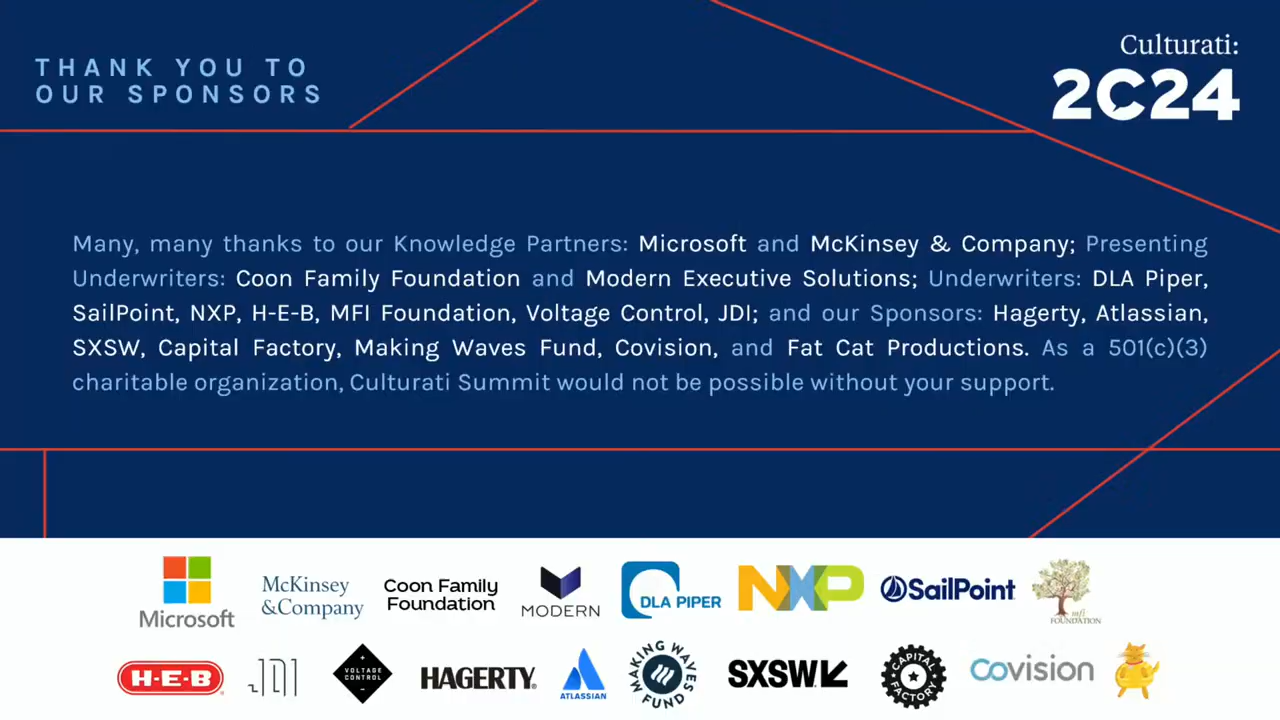 THANK YOU TO
OUR SPONSORS
Culturati:
2C24
Many, many thanks to our Knowledge Partners: Microsoft and McKinsey & Company; Presenting
Underwriters: Coon Family Foundation and Modern Executive Solutions; Underwriters: DLA Piper,
SailPoint, NXP, H-E-B, MFI Foundation, Voltage Control, JDI; and our Sponsors: Hagerty, Atlassian,
SXSW, Capital Factory, Making Waves Fund, Covision, and Fat Cat Productions. As a 501(c)(3)
charitable organization, Culturati Summit would not be possible without your support.
Microsoft
McKinsey
&Company
Coon Family
Foundation
MODERN
DLA PIPER
NXP
SailPoint
mfi
FOUNDATION
H-E-B
JDI
VOLTAGE
CONTROL
HAGERTY
ATLASSIAN
MAKING WAVES
FUND
SXSW
CAPITAL
FACTORY
Covision